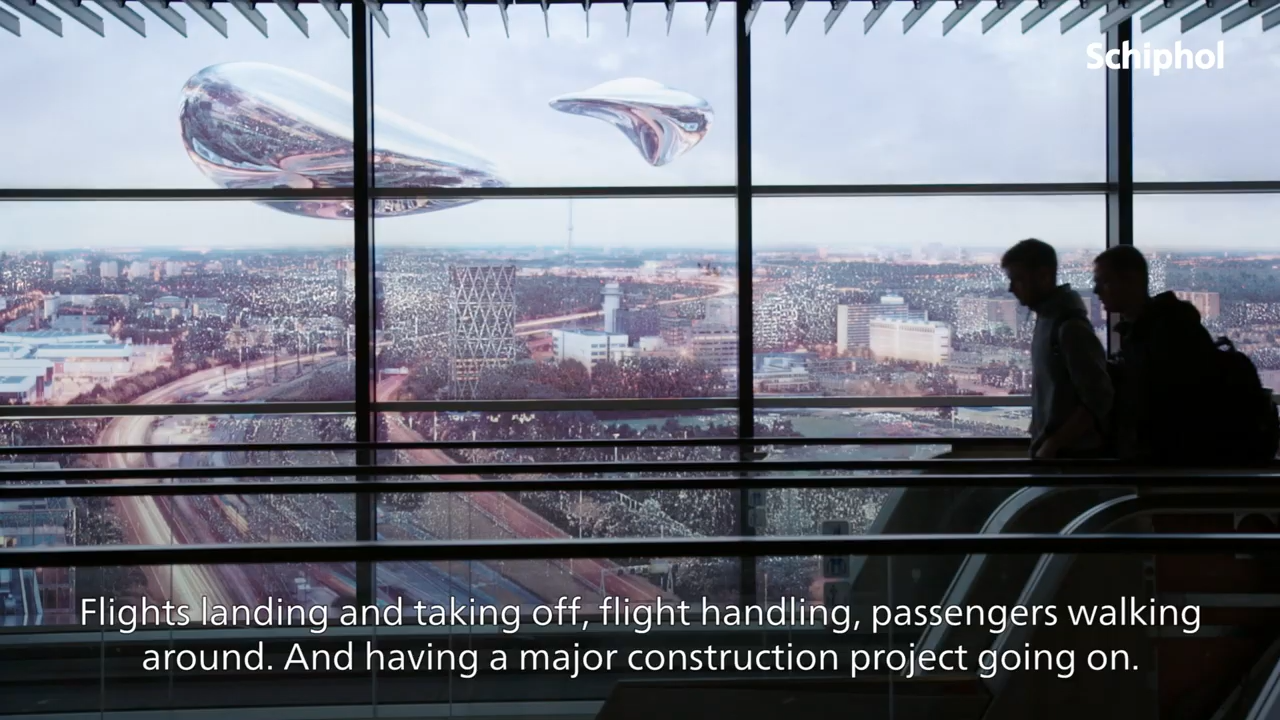 Schiphol
Flights landing and taking off, flight handling, passengers walking
around. And having a major construction project going on.